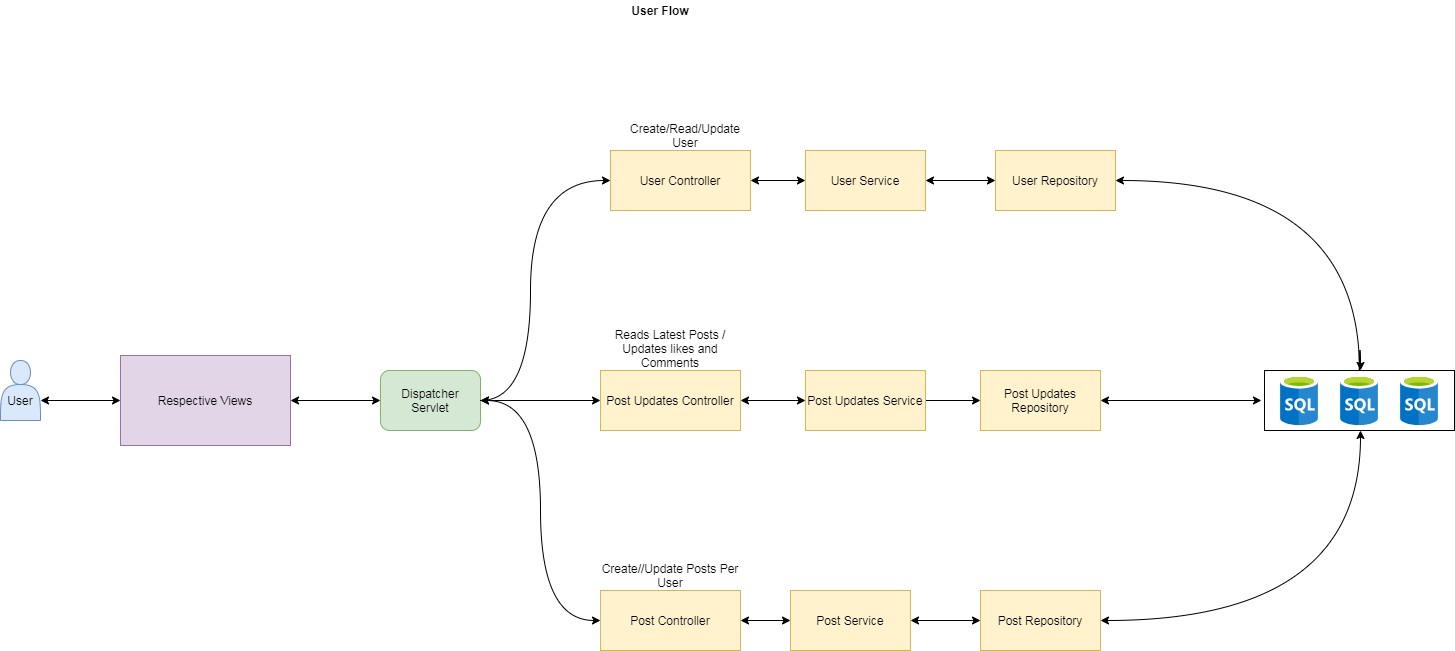 User Flow
Create/Read/Update
User
User Controller
User Service
User Repository
Reads Latest Posts /
Updates likes and
Comments
User
Respective Views
Dispatcher
Servlet
Post Updates Controller
Post Updates Service
Post Updates
Repository
SQL
SQL
SQL
Create//Update Posts Per
User
Post Controller
Post Service
Post Repository